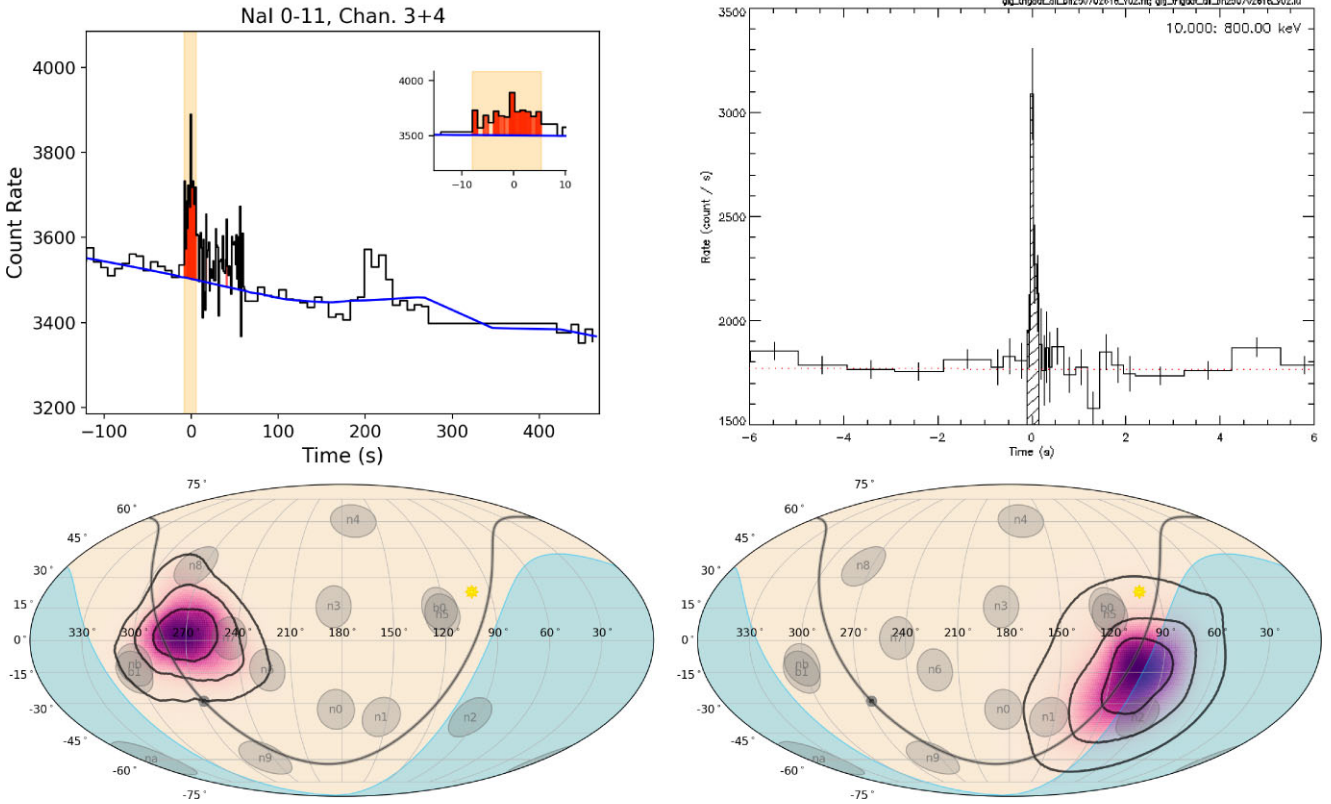 NaI 0-11, Chan. 3+4
Count Rate
4000
3800
3600
3400
3200
−100 0 100 200 300 400
Time (s)
4000
3500
−10 0 10
10.000: 800.00 keV
Rate (count / s)
3500
3000
2500
2000
1500
−6 −4 −2 0 2 4 6
Time (s)
75°
60°
45°
30°
15°
0°
-15°
-30°
-45°
-60°
-75°
330° 300° 270° 240° 210° 180° 150° 120° 90° 60° 30°
n4
n8
n3
b0
n5
nb
b1
n6
n0
n1
n2
n9
na
75°
60°
45°
30°
15°
0°
-15°
-30°
-45°
-60°
-75°
330° 300° 270° 240° 210° 180° 150° 120° 90° 60° 30°
n4
n8
n3
b0
n5
nb
b1
n6
n0
n1
n2
n9
na